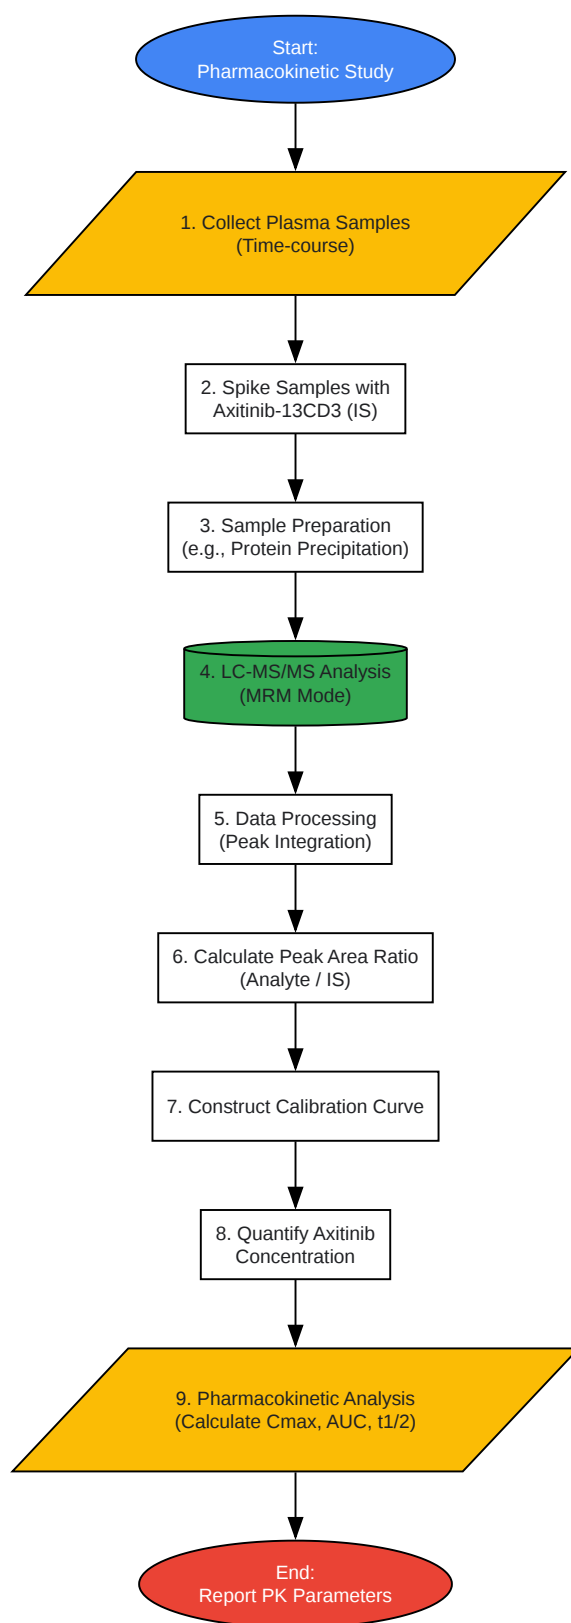 Start:
Pharmacokinetic Study
1. Collect Plasma Samples
(Time-course)
2. Spike Samples with
Axitinib-13CD3 (IS)
3. Sample Preparation
(e.g., Protein Precipitation)
4. LC-MS/MS Analysis
(MRM Mode)
5. Data Processing
(Peak Integration)
6. Calculate Peak Area Ratio
(Analyte / IS)
7. Construct Calibration Curve
8. Quantify Axitinib
Concentration
9. Pharmacokinetic Analysis
(Calculate Cmax, AUC, t1/2)
End:
Report PK Parameters